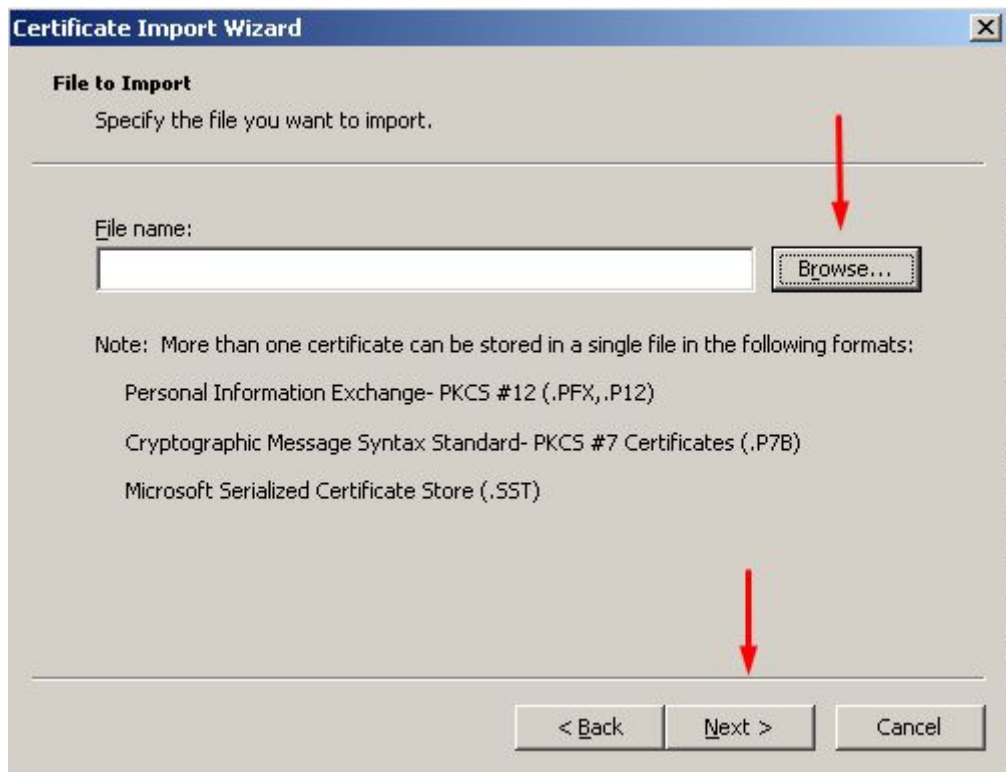 Certificate Import Wizard
File to Import
Specify the file you want to import.
File name:
Browse...
Note: More than one certificate can be stored in a single file in the following formats:
Personal Information Exchange- PKCS #12 (.PFX,.P12)
Cryptographic Message Syntax Standard- PKCS #7 Certificates (.P7B)
Microsoft Serialized Certificate Store (.SST)
< Back
Next >
Cancel